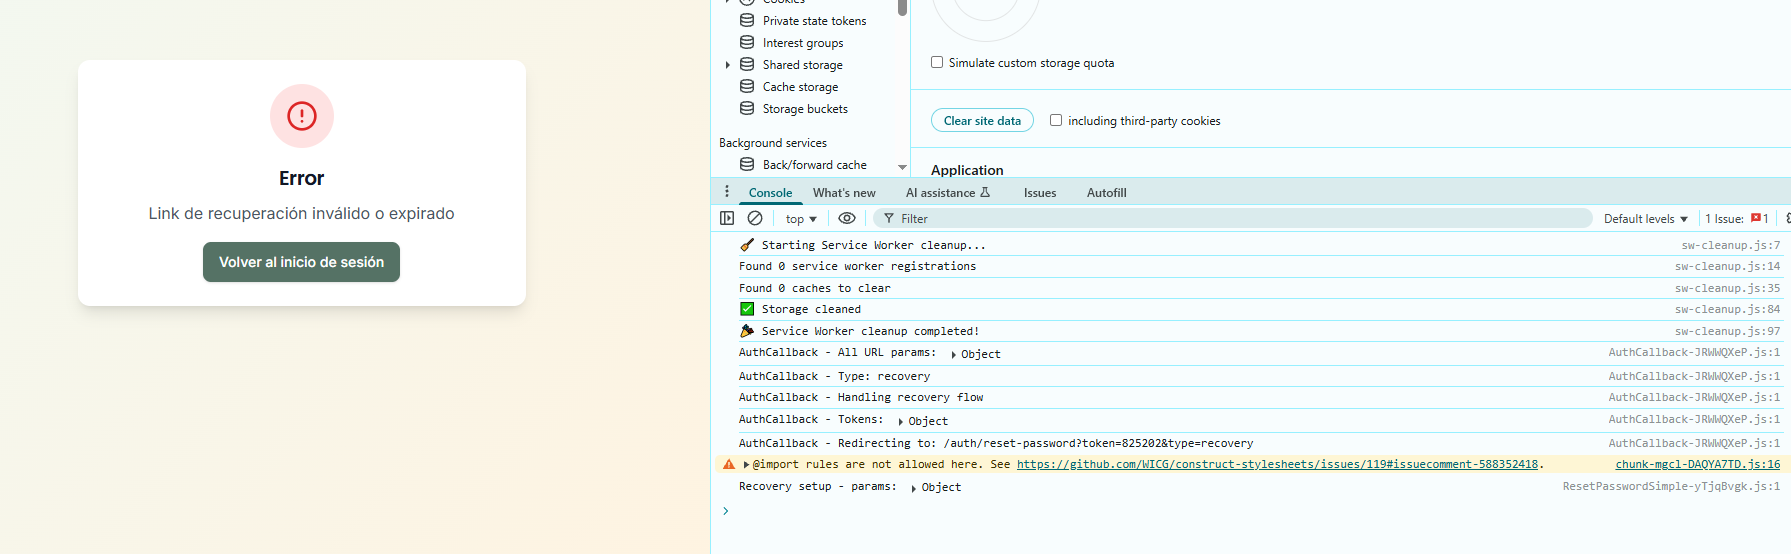 Error
Link de recuperación inválido o expirado
Volver al inicio de sesión
Cookies
Private state tokens
Interest groups
Shared storage
Cache storage
Storage buckets
Background services
Back/forward cache
Simulate custom storage quota
Clear site data including third-party cookies
Application
Console What's new AI assistance Issues Autofill
top Filter Default levels 1 Issue: 1
🧹 Starting Service Worker cleanup... sw-cleanup.js:7
Found 0 service worker registrations sw-cleanup.js:14
Found 0 caches to clear sw-cleanup.js:35
✅ Storage cleaned sw-cleanup.js:84
🎉 Service Worker cleanup completed! sw-cleanup.js:97
AuthCallback - All URL params: Object AuthCallback-JRWWQXeP.js:1
AuthCallback - Type: recovery AuthCallback-JRWWQXeP.js:1
AuthCallback - Handling recovery flow AuthCallback-JRWWQXeP.js:1
AuthCallback - Tokens: Object AuthCallback-JRWWQXeP.js:1
AuthCallback - Redirecting to: /auth/reset-password?token=825202&type=recovery AuthCallback-JRWWQXeP.js:1
@import rules are not allowed here. See https://github.com/WICG/construct-stylesheets/issues/119#issuecomment-588352418. chunk-mgcl-DAQYA7TD.js:16
Recovery setup - params: Object ResetPasswordSimple-yTjqBvgk.js:1